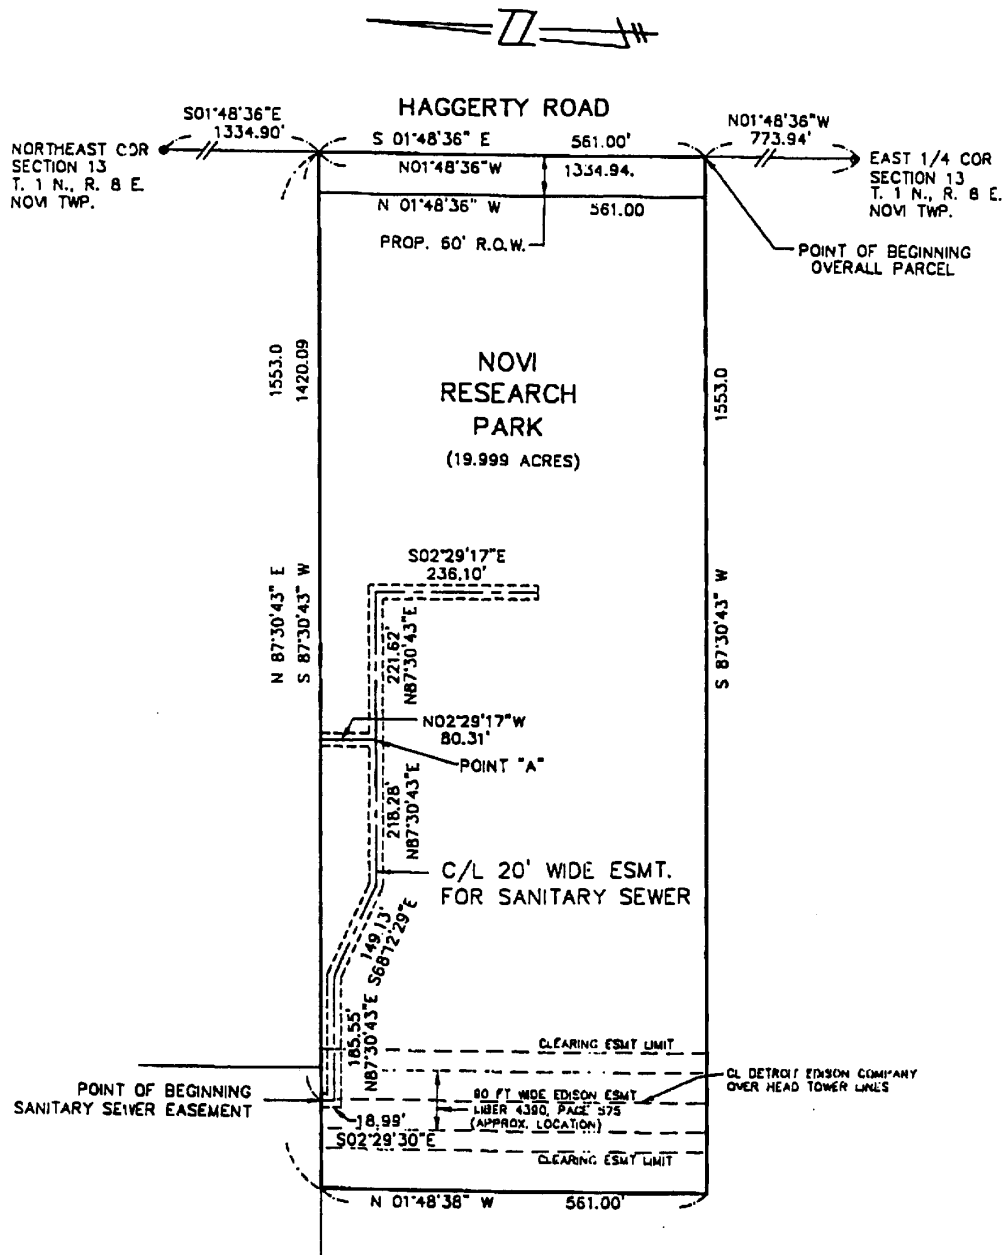 HAGGERTY ROAD
S01°48'36"E
1334.90'
NORTHEAST COR
SECTION 13
T. 1 N., R. 8 E.
NOVI TWP.
S 01°48'36" E 561.00'
N01°48'36"W 1334.94.
N 01°48'36" W 561.00
PROP. 60' R.O.W.
N01°48'36"W
773.94'
EAST 1/4 COR
SECTION 13
T. 1 N., R. 8 E.
NOVI TWP.
POINT OF BEGINNING
OVERALL PARCEL
1553.0
1420.09
1553.0
NOVI
RESEARCH
PARK
(19.999 ACRES)
N 87°30'43" E
S 87°30'43" W
S 87°30'43" W
S02°29'17"E
236.10'
221.62'
N87°30'43"E
N02°29'17"W
80.31'
POINT "A"
218.28'
N87°30'43"E
C/L 20' WIDE ESMT.
FOR SANITARY SEWER
149.13'
S68°12'29"E
185.55'
N87°30'43"E
CLEARING ESMT LIMIT
CL DETROIT EDISON COMPANY
OVER HEAD TOWER LINES
POINT OF BEGINNING
SANITARY SEWER EASEMENT
80 FT WIDE EDISON ESMT
LIBER 4390, PAGE 575
(APPROX. LOCATION)
18.99'
S02°29'30"E
CLEARING ESMT LIMIT
N 01°48'38" W 561.00'